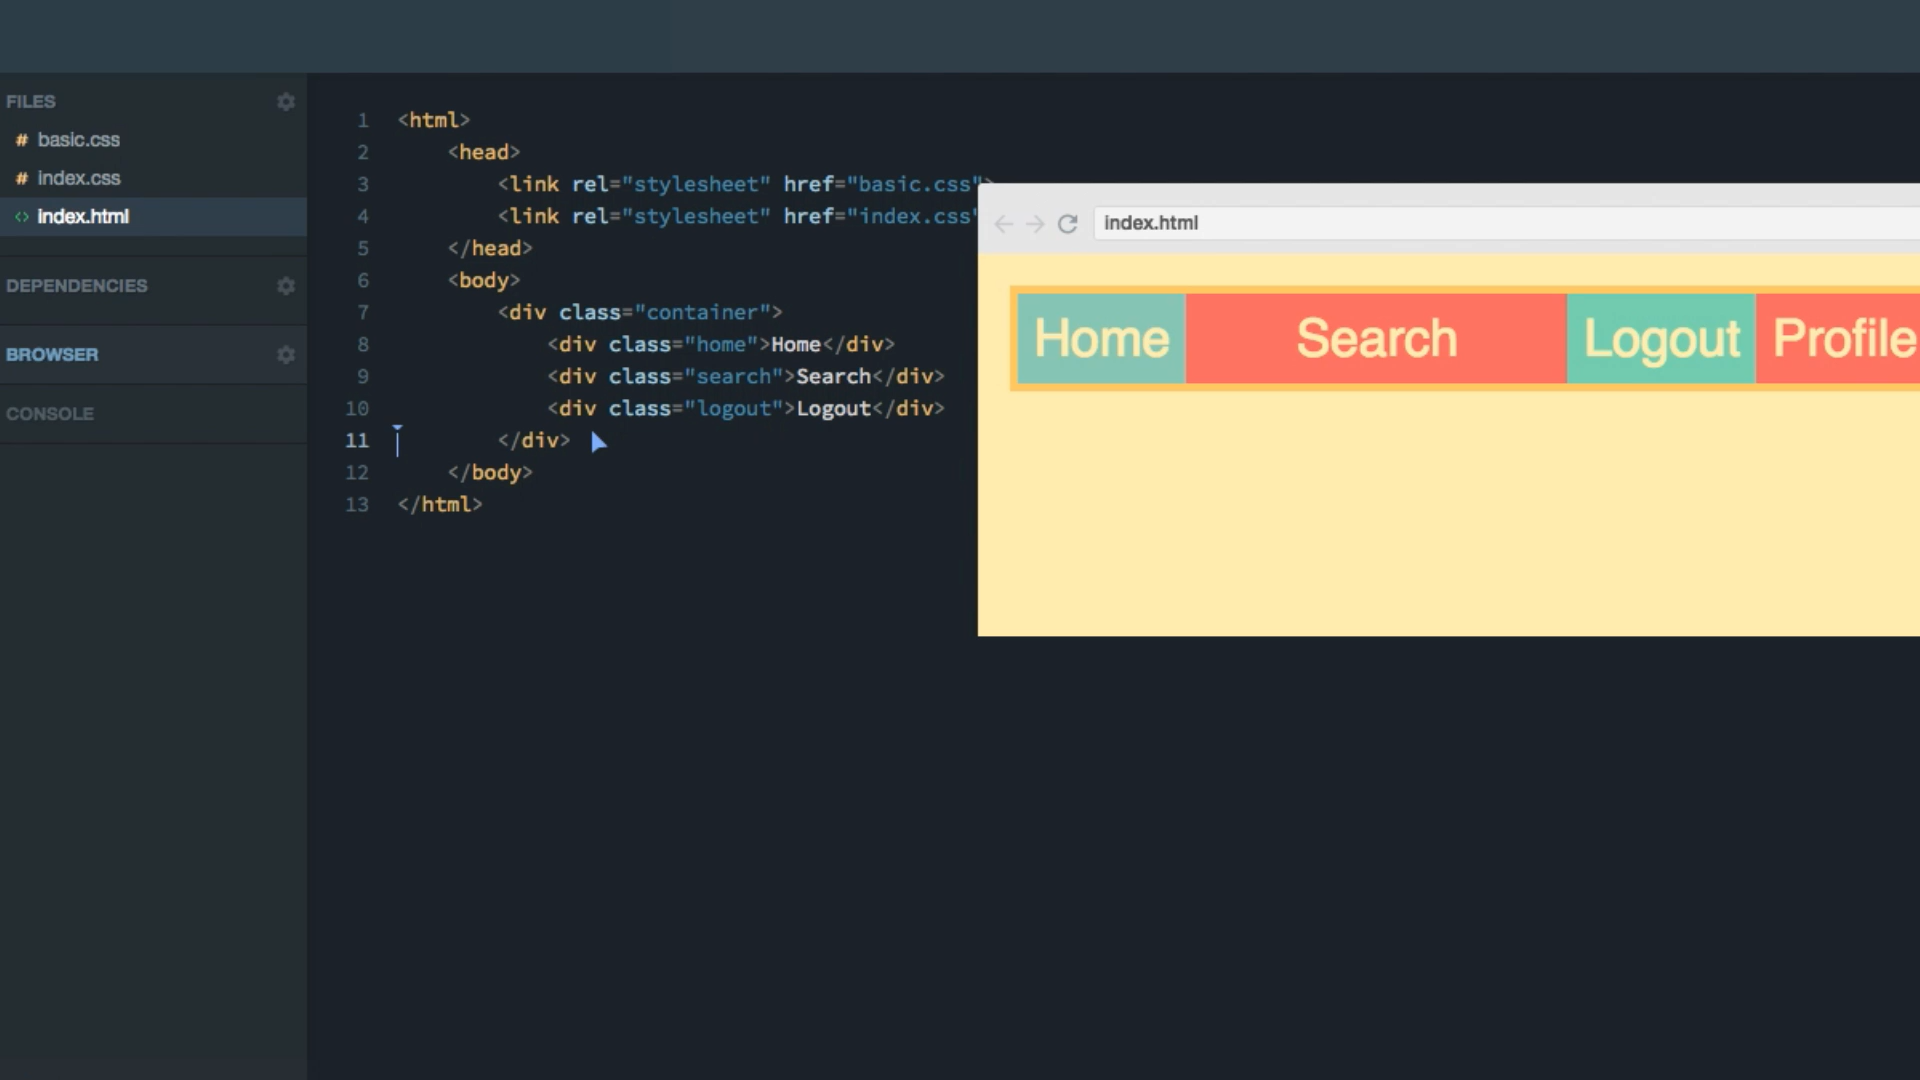 FILES
# basic.css
# index.css
<> index.html
DEPENDENCIES
BROWSER
CONSOLE
1 <html>
2 <head>
3 <link rel="stylesheet" href="basic.css">
4 <link rel="stylesheet" href="index.css"
5 </head>
6 <body>
7 <div class="container">
8 <div class="home">Home</div>
9 <div class="search">Search</div>
10 <div class="logout">Logout</div>
11 </div>
12 </body>
13 </html>
index.html
Home Search Logout Profile